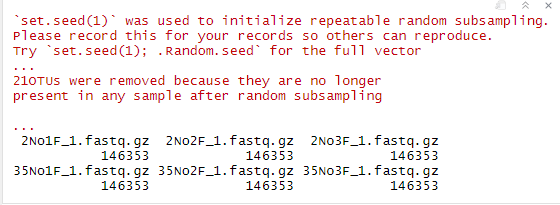 `set.seed(1)` was used to initialize repeatable random subsampling.
Please record this for your records so others can reproduce.
Try `set.seed(1); .Random.seed` for the full vector
...
21OTUs were removed because they are no longer
present in any sample after random subsampling
...
2No1F_1.fastq.gz 2No2F_1.fastq.gz 2No3F_1.fastq.gz
146353 146353 146353
35No1F_1.fastq.gz 35No2F_1.fastq.gz 35No3F_1.fastq.gz
146353 146353 146353